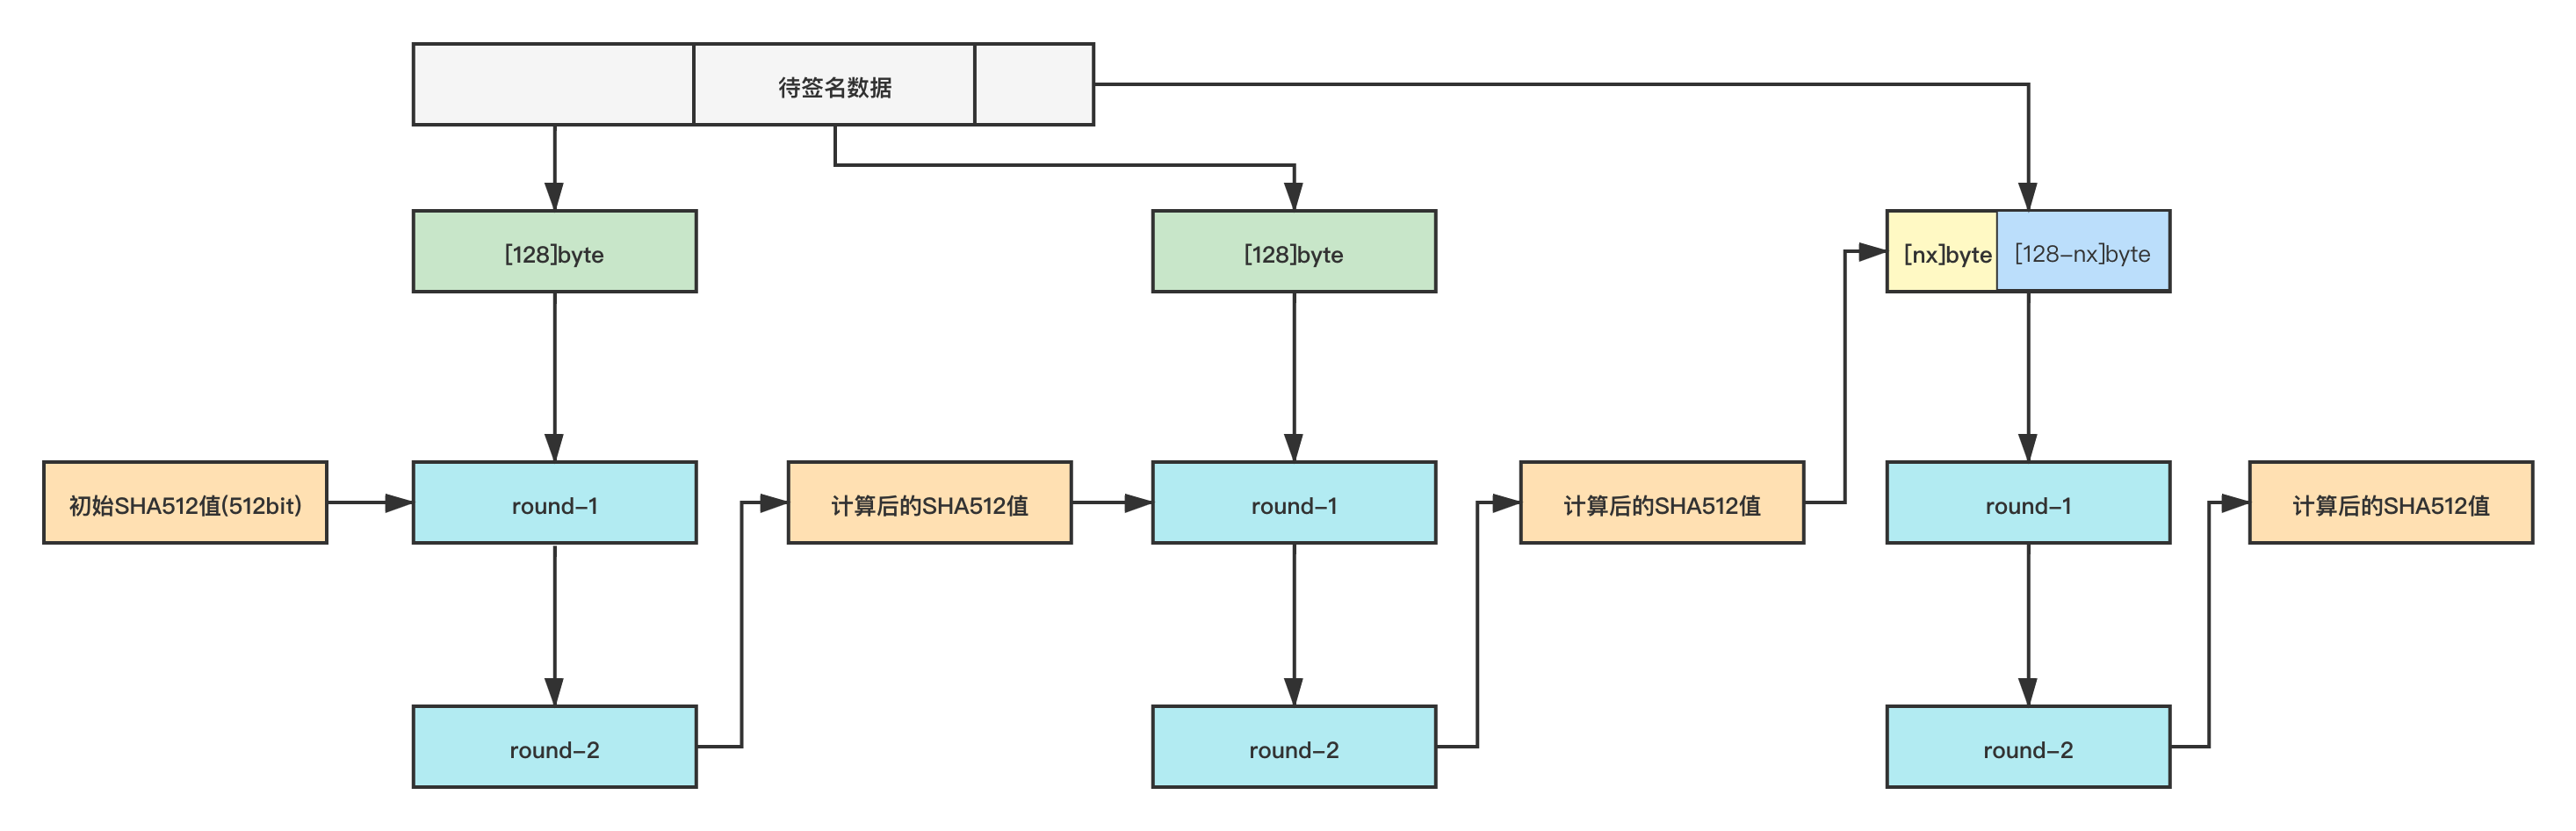 待签名数据
[128]byte
[128]byte
[nx]byte
[128-nx]byte
初始SHA512值(512bit)
round-1
计算后的SHA512值
round-1
计算后的SHA512值
round-1
计算后的SHA512值
round-2
round-2
round-2